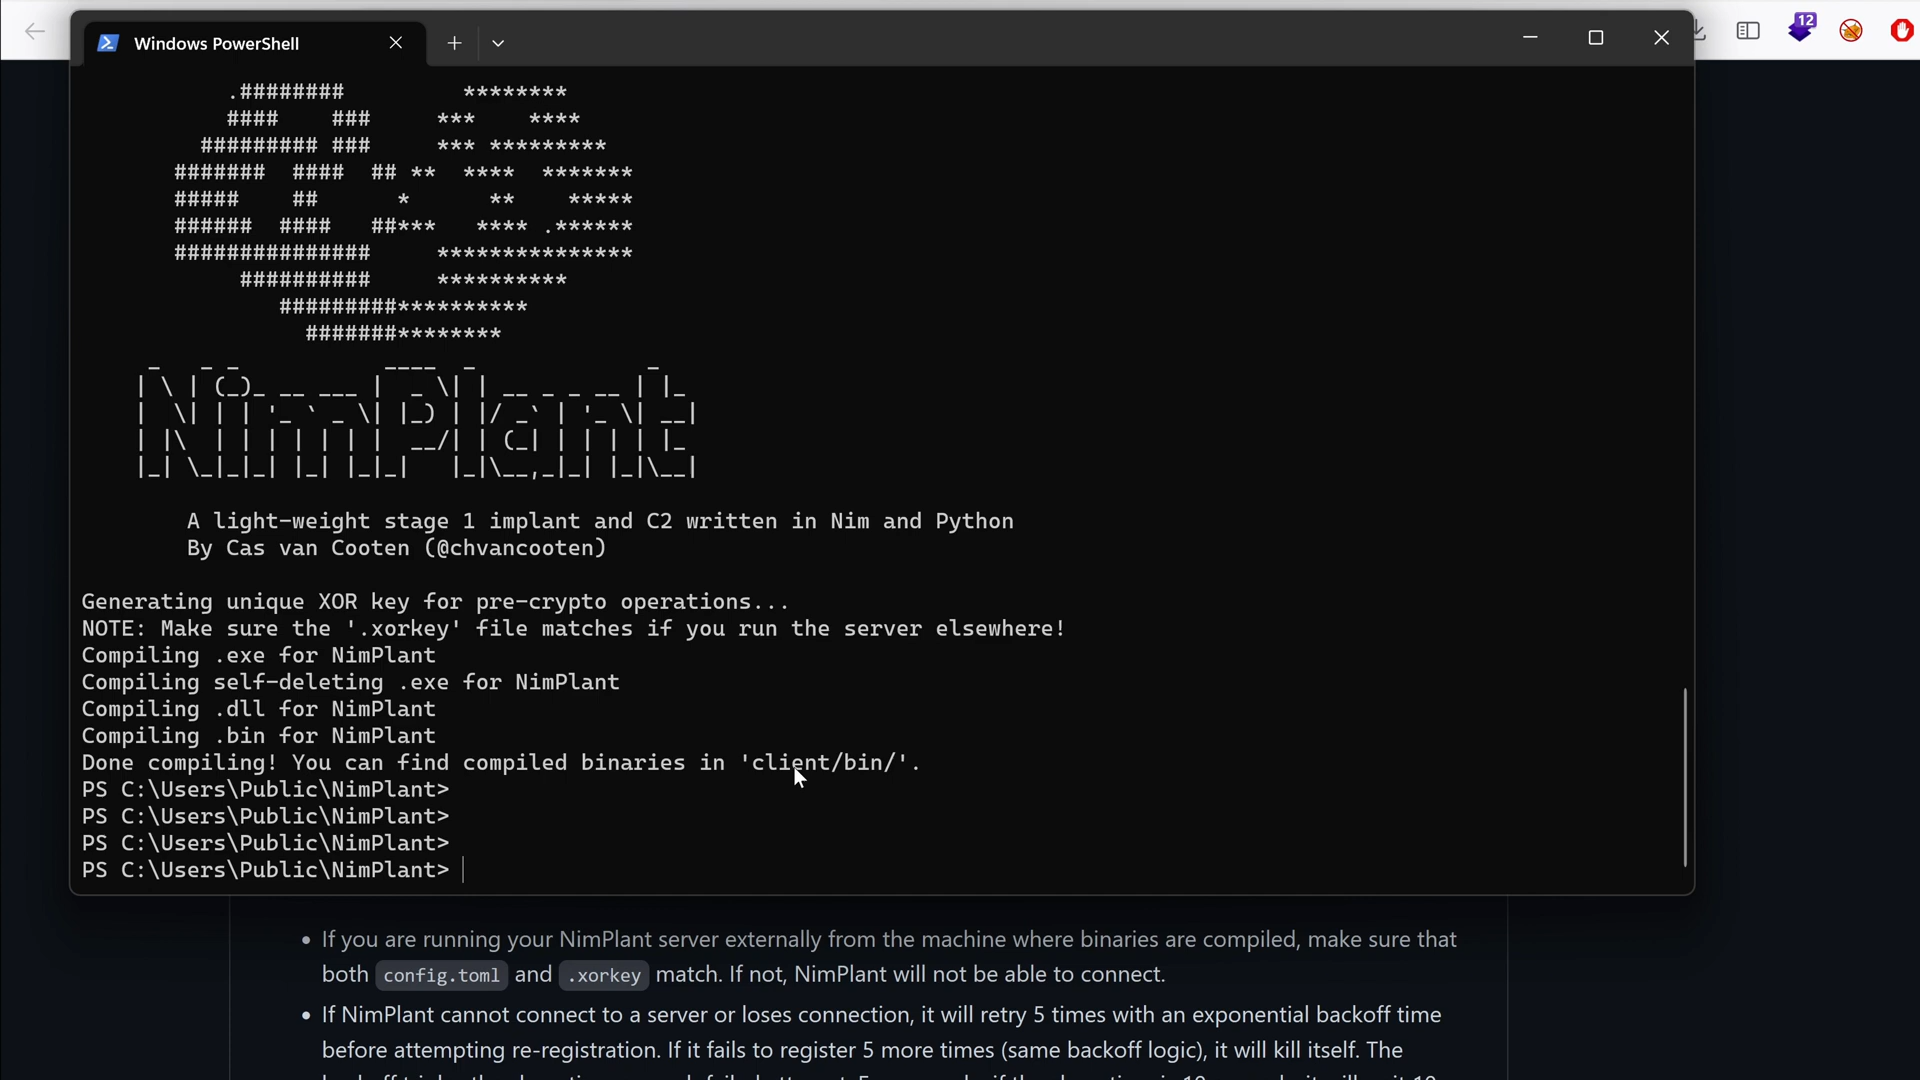 12
Windows PowerShell
.######## ********
#### ### *** ****
######### ### *** *********
####### #### ## ** **** *******
##### ## * ** *****
###### #### ##*** **** .******
############### ***************
########## **********
#########**********
#######********
NimPlant
A light-weight stage 1 implant and C2 written in Nim and Python
By Cas van Cooten (@chvancooten)
Generating unique XOR key for pre-crypto operations...
NOTE: Make sure the '.xorkey' file matches if you run the server elsewhere!
Compiling .exe for NimPlant
Compiling self-deleting .exe for NimPlant
Compiling .dll for NimPlant
Compiling .bin for NimPlant
Done compiling! You can find compiled binaries in 'client/bin/'.
PS C:\Users\Public\NimPlant>
PS C:\Users\Public\NimPlant>
PS C:\Users\Public\NimPlant>
PS C:\Users\Public\NimPlant>
• If you are running your NimPlant server externally from the machine where binaries are compiled, make sure that
both config.toml and .xorkey match. If not, NimPlant will not be able to connect.
• If NimPlant cannot connect to a server or loses connection, it will retry 5 times with an exponential backoff time
before attempting re-registration. If it fails to register 5 more times (same backoff logic), it will kill itself. The